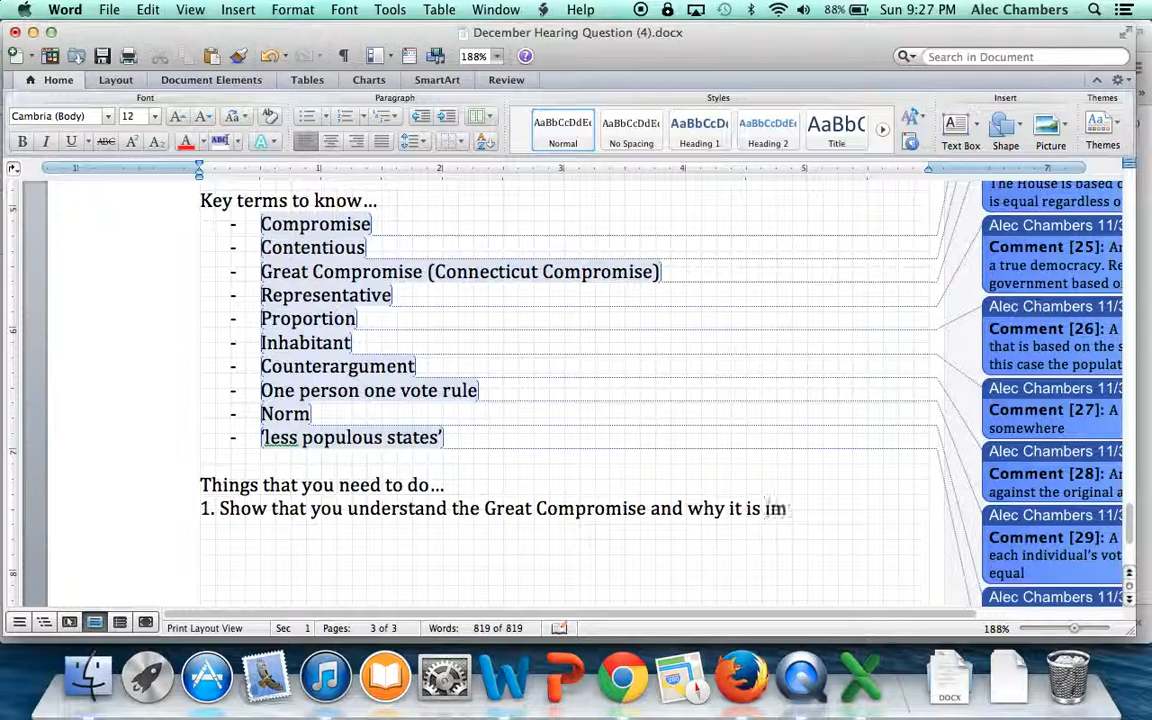 Word File Edit View Insert Format Font Tools Table Window Help 88% Sun 9:27 PM Alec Chambers
December Hearing Question (4).docx
188% Search in Document
Home Layout Document Elements Tables Charts SmartArt Review
Font Paragraph Styles Insert Themes
Cambria (Body) 12
AaBbCcDdEe AaBbCcDdEe AaBbCcDc AaBbCcDdEe AaBbC
Normal No Spacing Heading 1 Heading 2 Title Text Box Shape Picture Themes
Key terms to know…
- Compromise
- Contentious
- Great Compromise (Connecticut Compromise)
- Representative
- Proportion
- Inhabitant
- Counterargument
- One person one vote rule
- Norm
- ‘less populous states’
Things that you need to do…
1. Show that you understand the Great Compromise and why it is im
The House is based
is equal regardless o
Alec Chambers 11/3
Comment [25]:
a true democracy. Re
government based or
Alec Chambers 11/3
Comment [26]: A
that is based on the s
this case the populat
Alec Chambers 11/3
Comment [27]: A
somewhere
Alec Chambers 11/3
Comment [28]:
against the original a
Alec Chambers 11/3
Comment [29]: A
each individual's vot
equal
Alec Chambers 11/3
Print Layout View Sec 1 Pages: 3 of 3 Words: 819 of 819 188%
DOCX